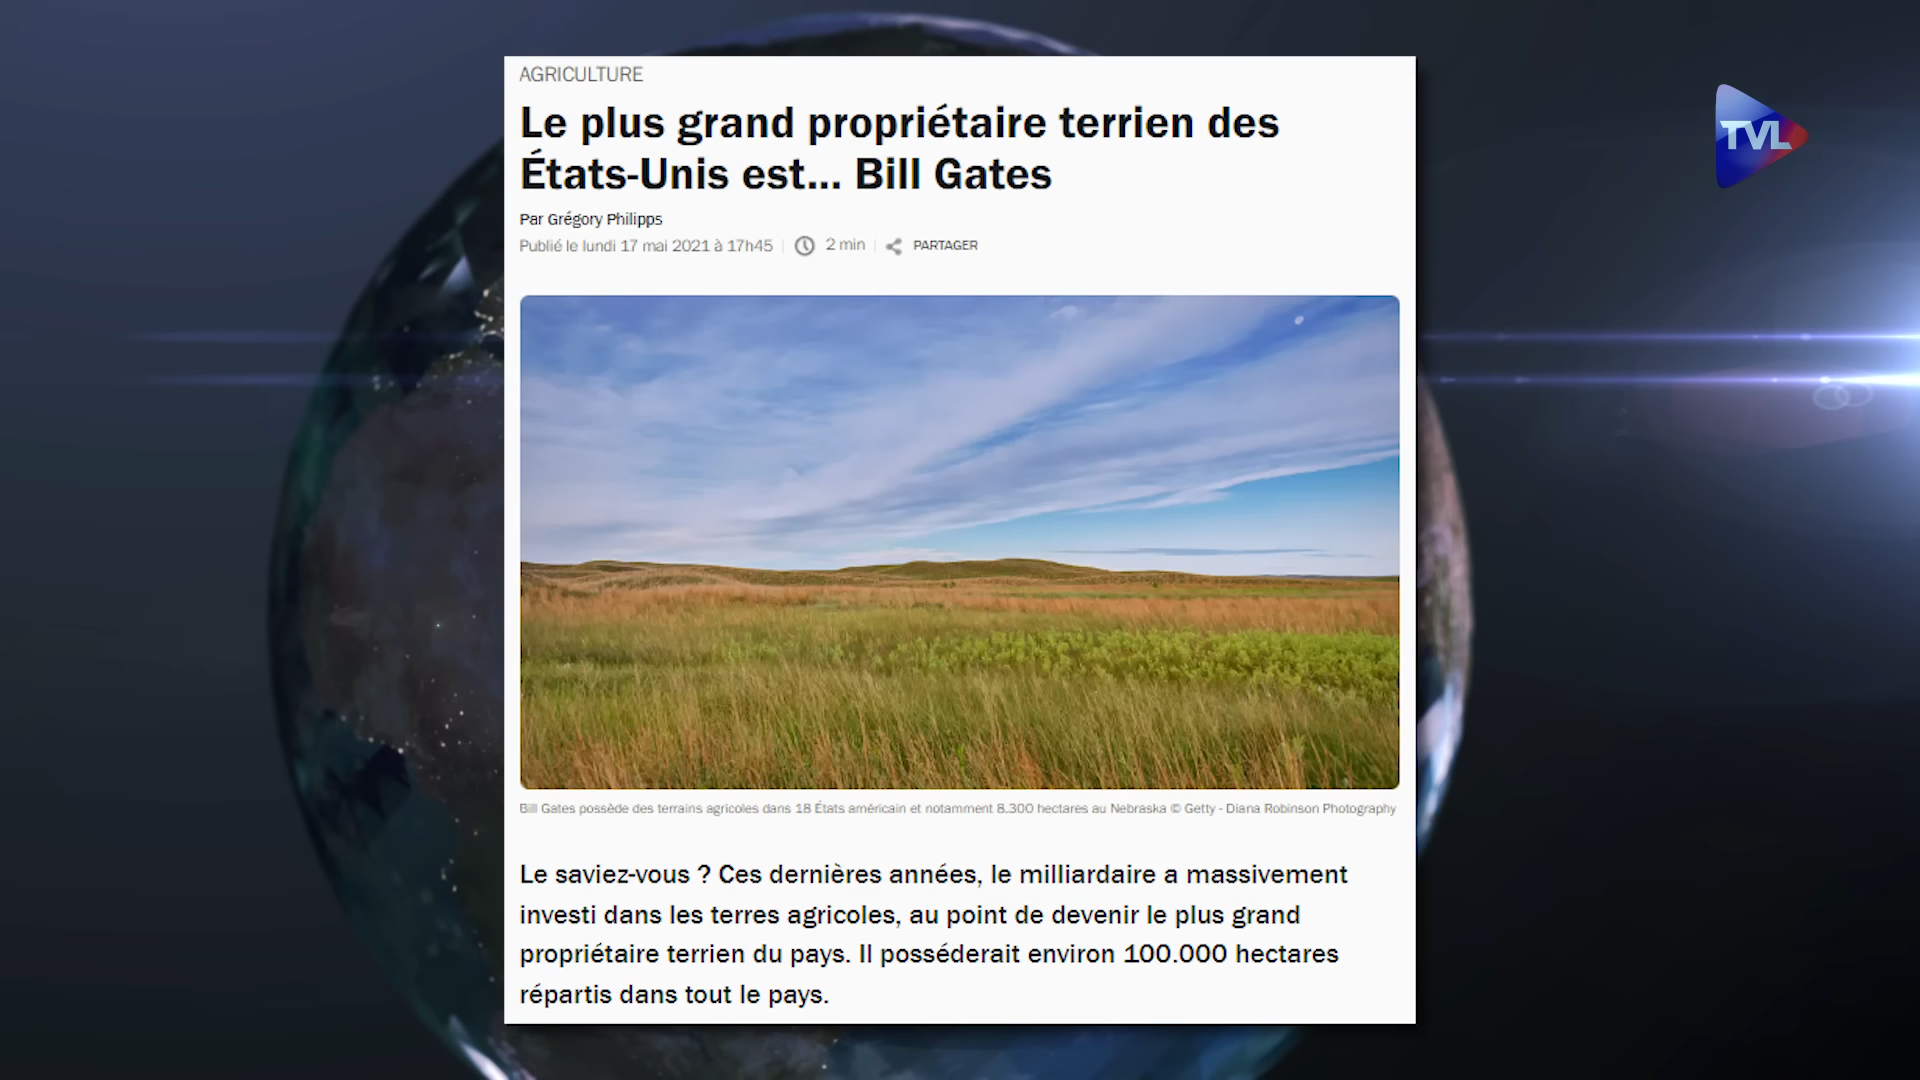 AGRICULTURE
Le plus grand propriétaire terrien des
États-Unis est... Bill Gates
Par Grégory Philipps
Publié le lundi 17 mai 2021 à 17h45 2 min PARTAGER
TVL
Bill Gates possède des terrains agricoles dans 18 États américain et notamment 8.300 hectares au Nebraska © Getty - Diana Robinson Photography
Le saviez-vous ? Ces dernières années, le milliardaire a massivement
investi dans les terres agricoles, au point de devenir le plus grand
propriétaire terrien du pays. Il posséderait environ 100.000 hectares
répartis dans tout le pays.